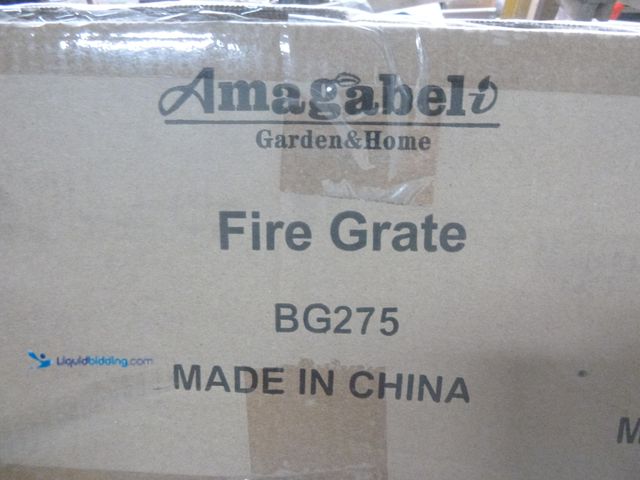 Amagabeli
Garden&Home
Fire Grate
BG275
Liquidbidding.com
MADE IN CHINA
M